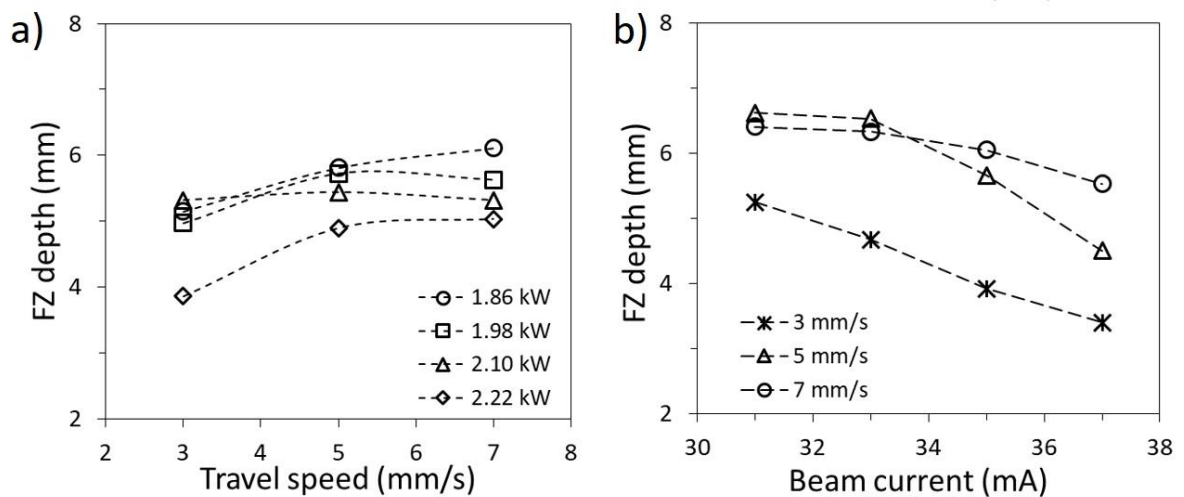 a)
8
6
4
2
FZ depth (mm)
2 3 4 5 6 7 8
Travel speed (mm/s)
1.86 kW
1.98 kW
2.10 kW
2.22 kW
b)
8
6
4
2
FZ depth (mm)
30 32 34 36 38
Beam current (mA)
3 mm/s
5 mm/s
7 mm/s